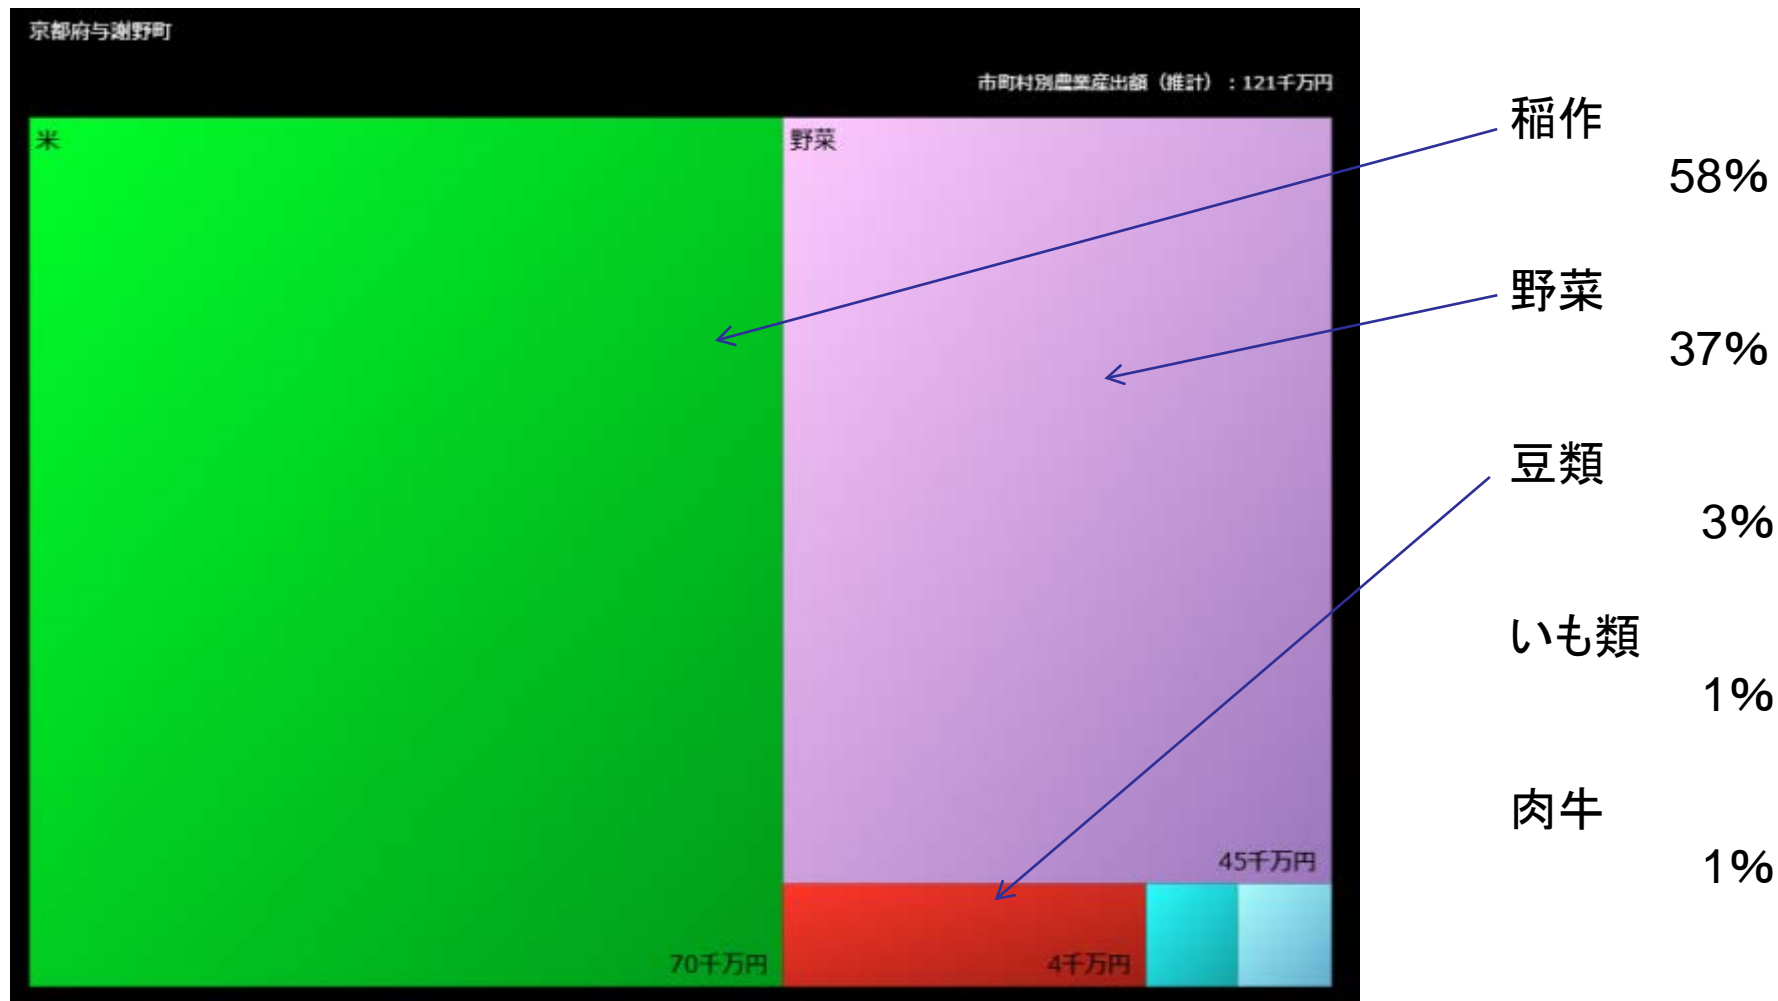 京都府与謝野町
市町村別農業産出額（推計）：121千万円
米
野菜
70千万円
45千万円
4千万円
稲作
58%
野菜
37%
豆類
3%
いも類
1%
肉牛
1%